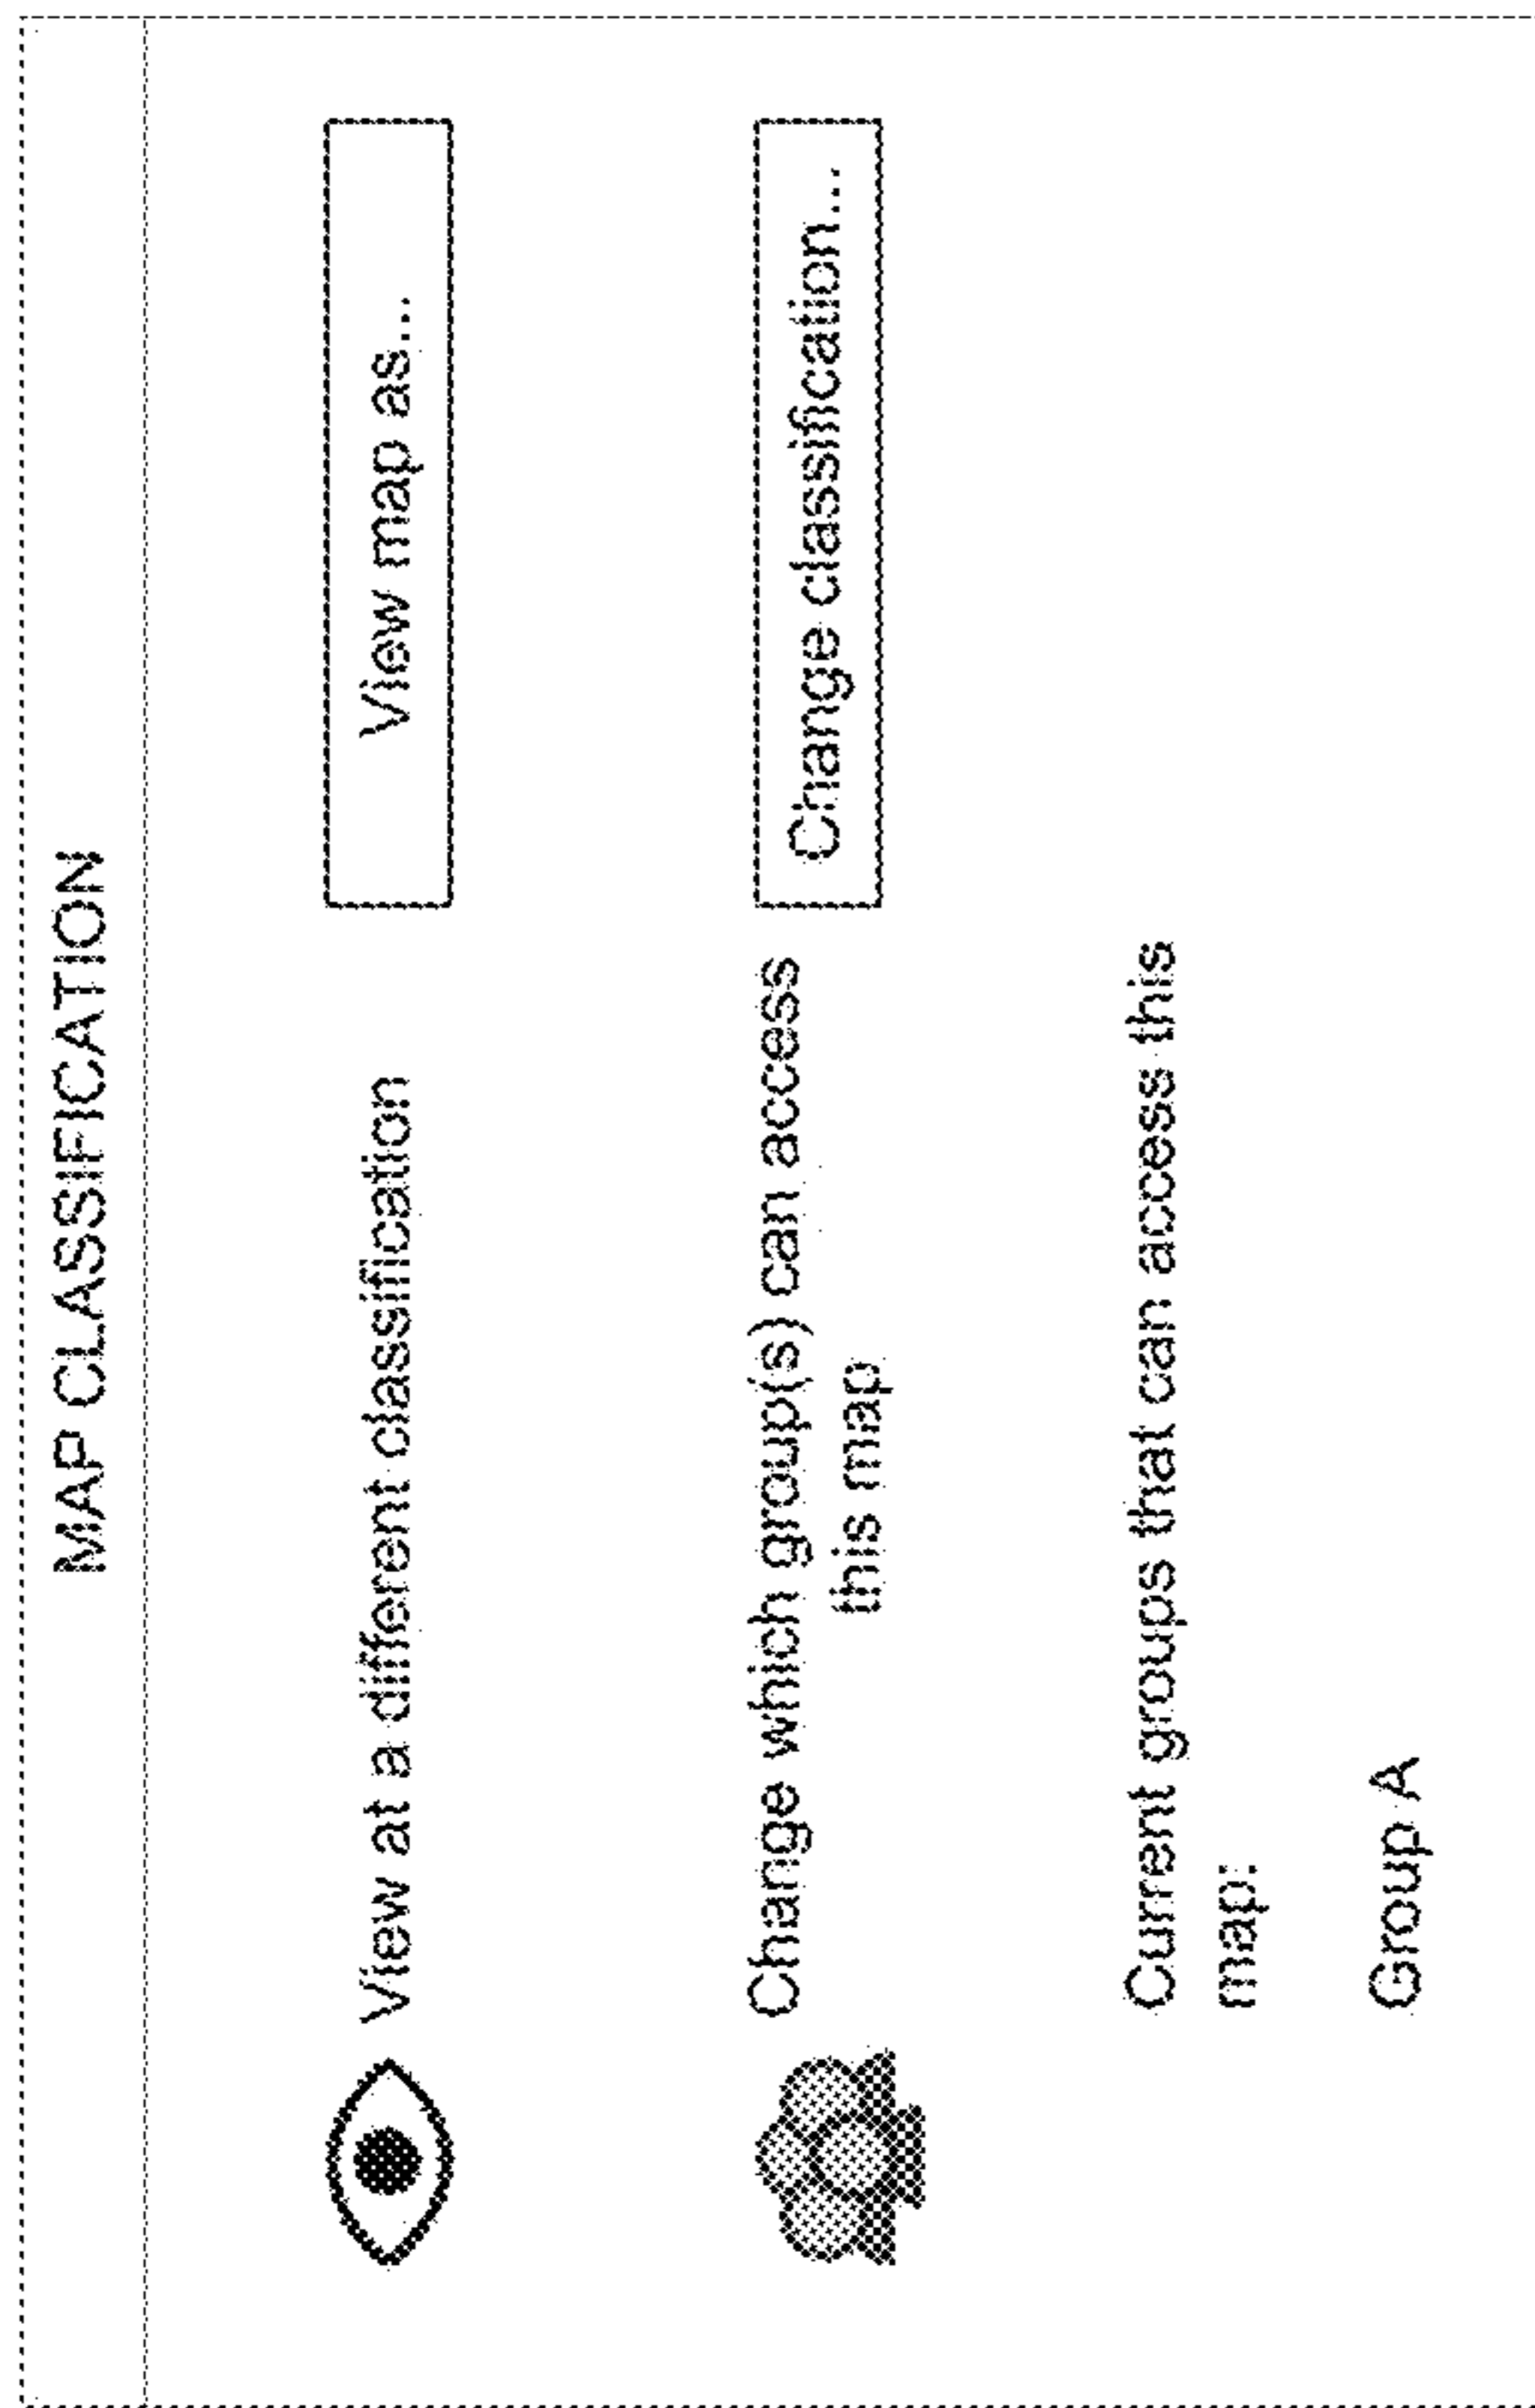 MAP CLASSIFICATION
View at a different classification
View map as...
Change which group(s) can access
this map
Change classification...
Current groups that can access this
map:
Group A